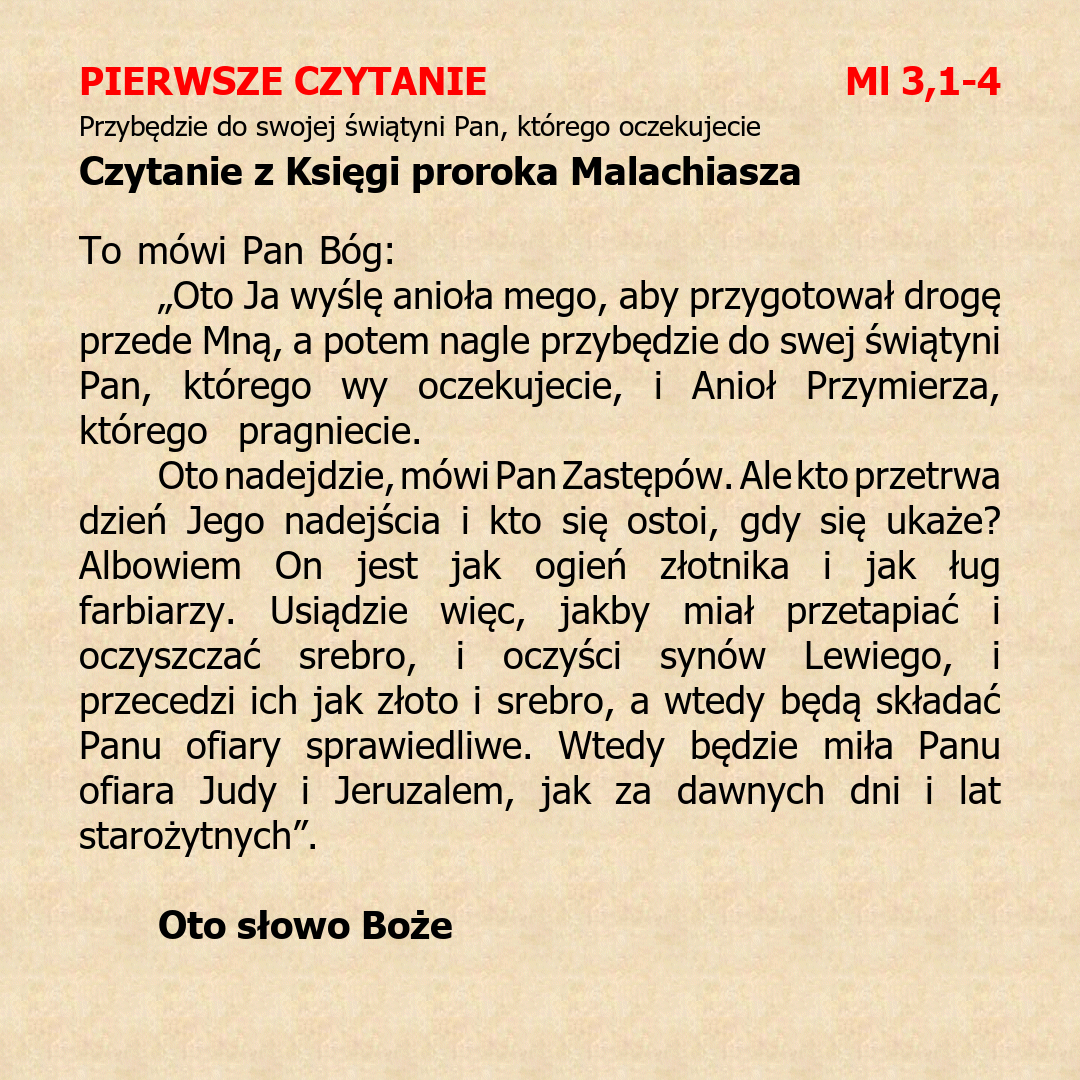 PIERWSZE CZYTANIE Ml 3,1-4
Przybędzie do swojej świątyni Pan, którego oczekujecie
Czytanie z Księgi proroka Malachiasza
To mówi Pan Bóg:
„Oto Ja wyślę anioła mego, aby przygotował drogę
przede Mną, a potem nagle przybędzie do swej świątyni
Pan, którego wy oczekujecie, i Anioł Przymierza,
którego pragniecie.
Oto nadejdzie, mówi Pan Zastępów. Ale kto przetrwa
dzień Jego nadejścia i kto się ostoi, gdy się ukaże?
Albowiem On jest jak ogień złotnika i jak ług
farbiarzy. Usiądzie więc, jakby miał przetapiać i
oczyszczać srebro, i oczyści synów Lewiego, i
przecedzi ich jak złoto i srebro, a wtedy będą składać
Panu ofiary sprawiedliwe. Wtedy będzie miła Panu
ofiara Judy i Jeruzalem, jak za dawnych dni i lat
starożytnych”.
Oto słowo Boże